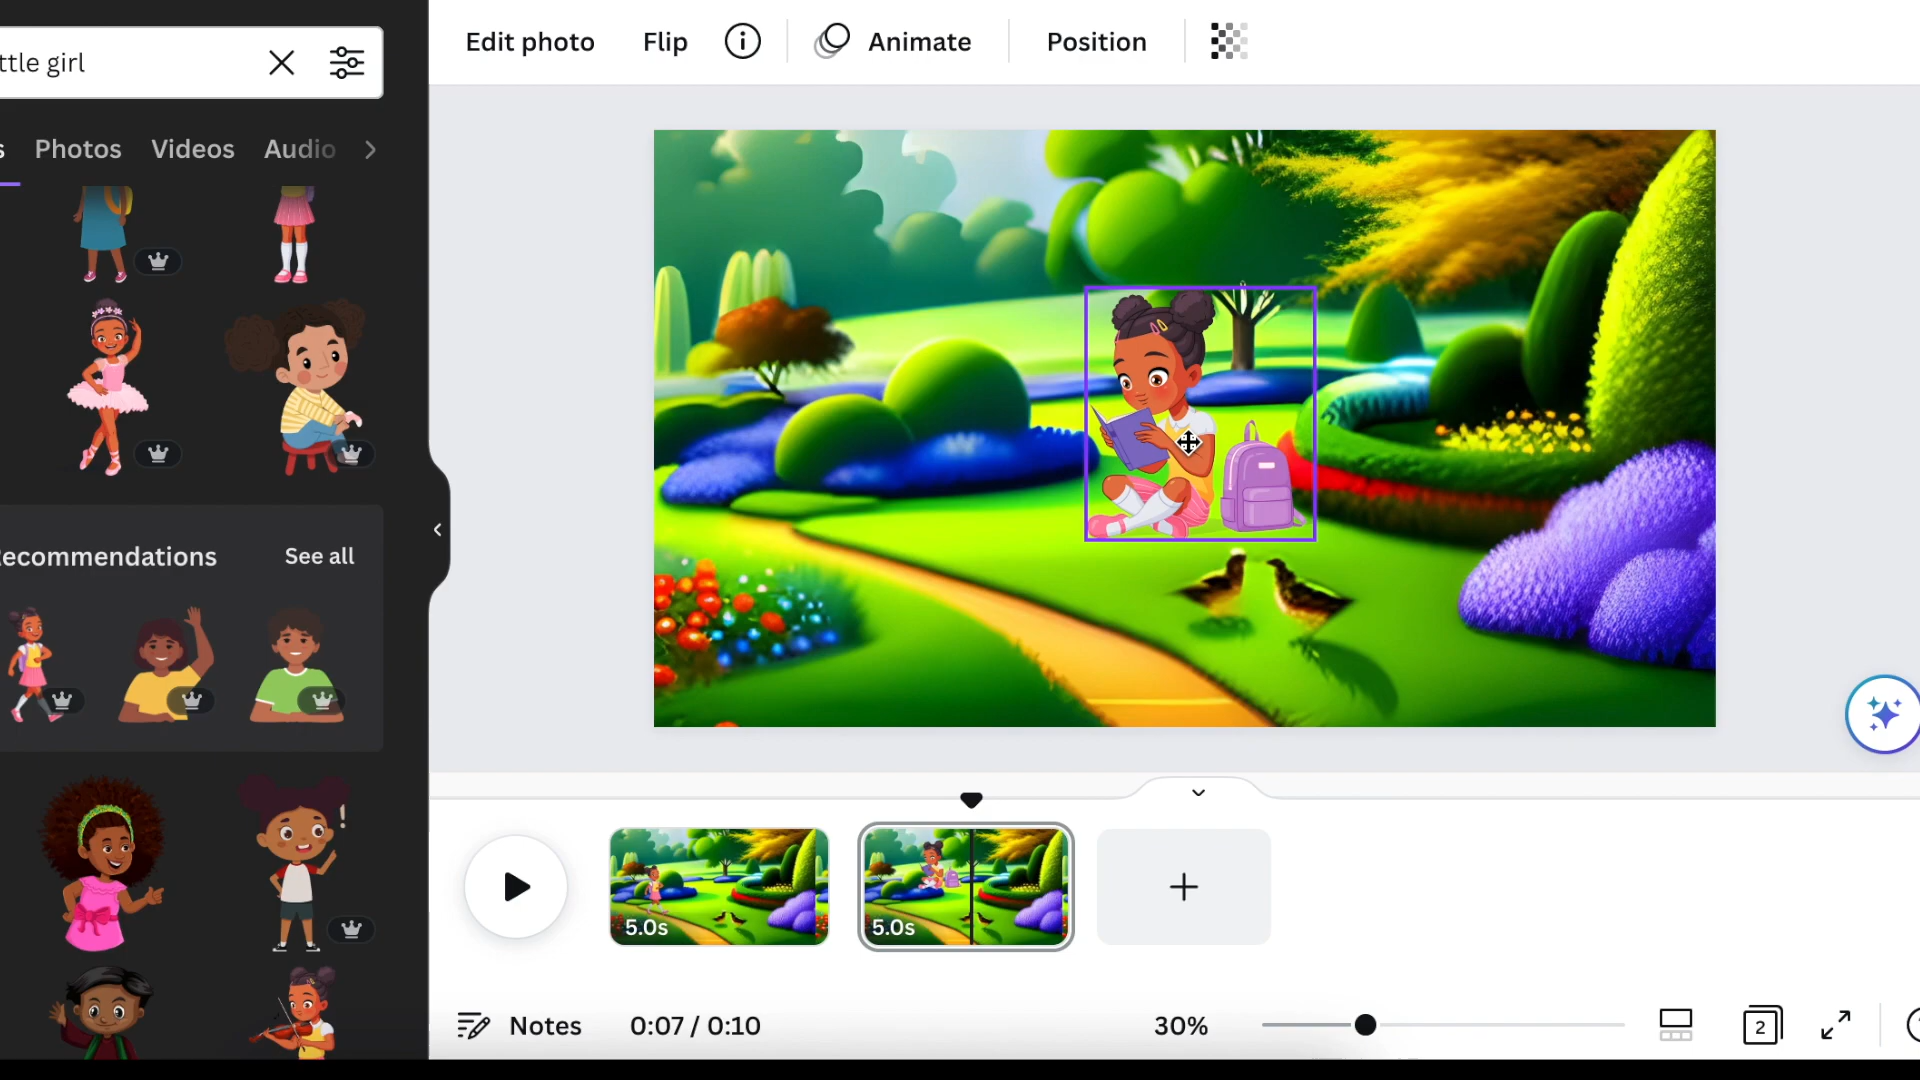 ttle girl
Edit photo
Flip
Animate
Position
s
Photos
Videos
Audio
ecommendations
See all
5.0s
5.0s
Notes
0:07 / 0:10
30%
2